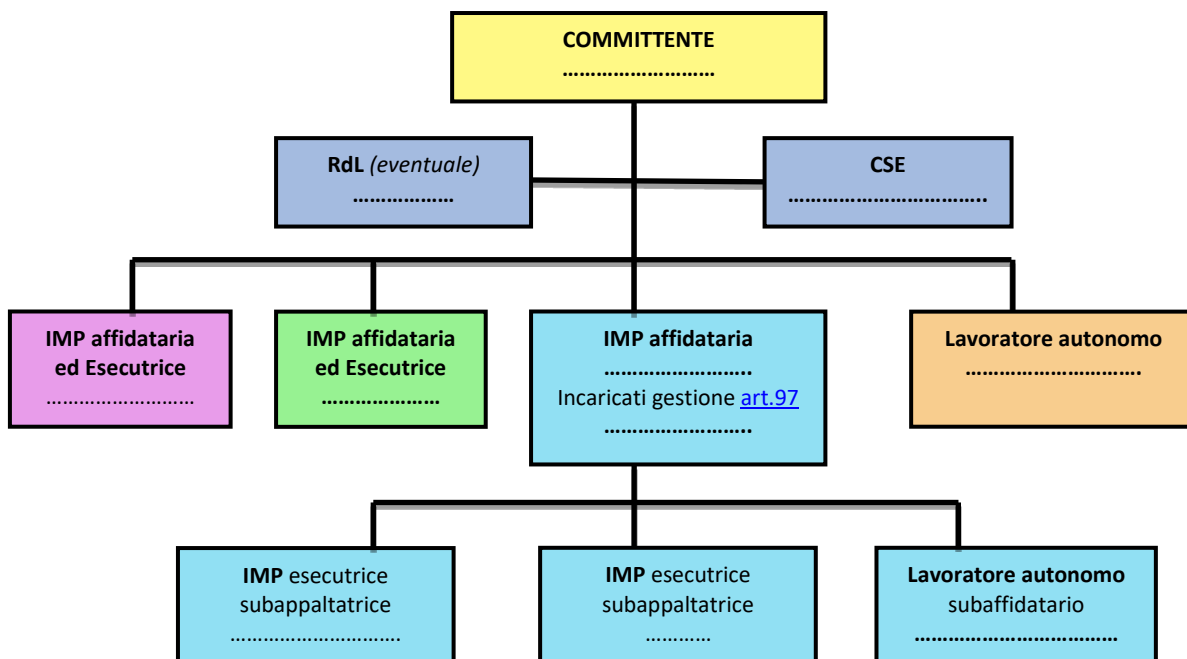 COMMITTENTE
………………………
RdL (eventuale)
………………
CSE
……………………………..
IMP affidataria
ed Esecutrice
………………………
IMP affidataria
ed Esecutrice
…………………
IMP affidataria
……………………..
Incaricati gestione art.97
……………………..
Lavoratore autonomo
………………………….
IMP esecutrice
subappaltatrice
………………………….
IMP esecutrice
subappaltatrice
…………
Lavoratore autonomo
subaffidatario
………………………………